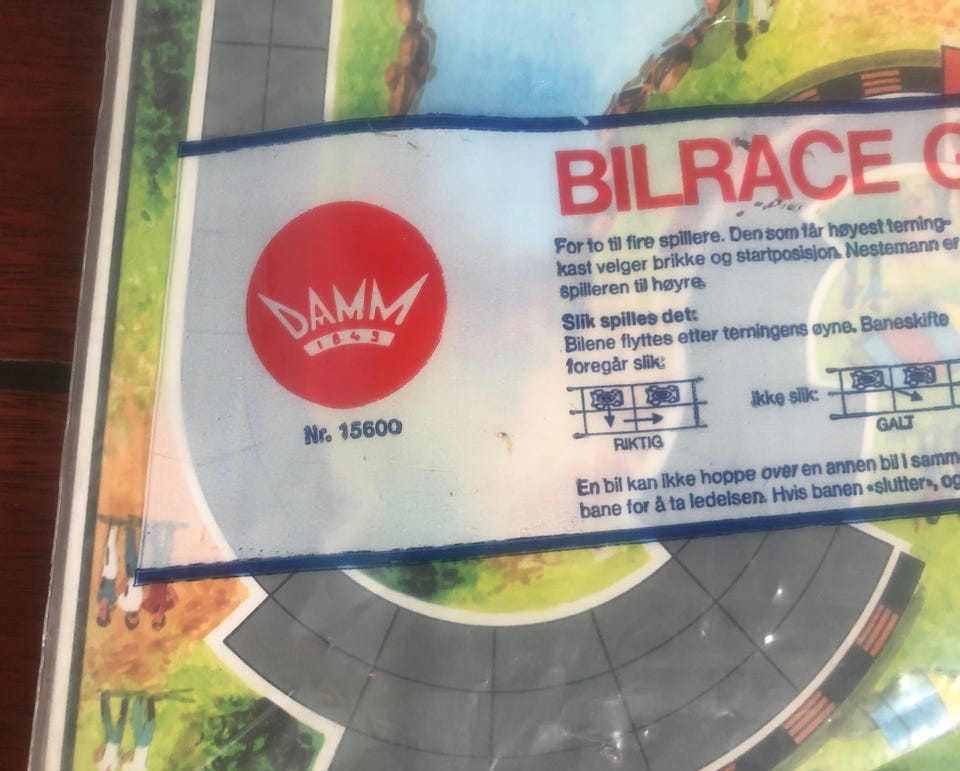 DAMM
1843
Nr. 15600
BILRACE
For to til fire spillere. Den som får høyest terning-
kast velger brikke og startposisjon. Nestemann er
spilleren til høyre.
Slik spilles det:
Bilene flyttes etter terningens øyne. Baneskifte
foregår slik:
ikke slik:
RIKTIG
GALT
En bil kan ikke hoppe over en annen bil i samm
bane for å ta ledelsen. Hvis banen «slutter», og